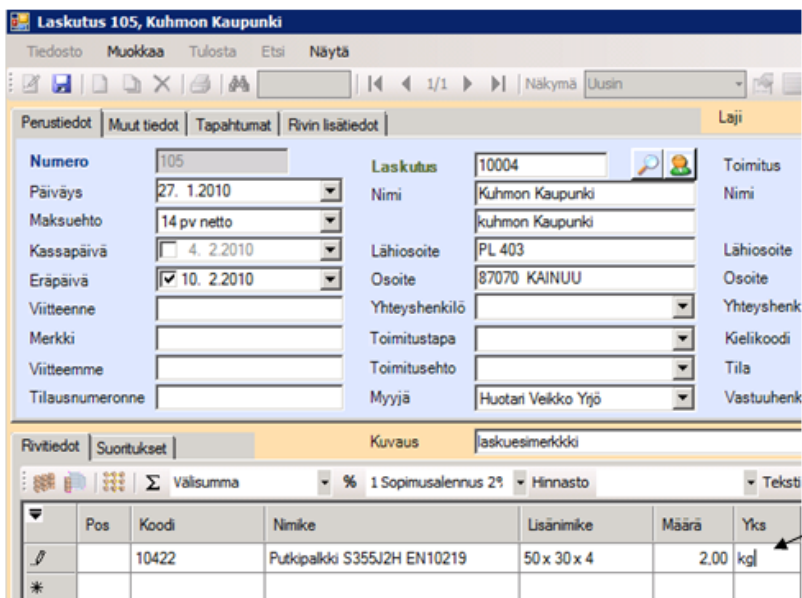 Laskutus 105, Kuhmon Kaupunki
Tiedosto Muokkaa Tulosta Etsi Näytä
1/1 Näkymä Uusin
Perustiedot Muut tiedot Tapahtumat Rivin lisätiedot Laji
Numero 105 Laskutus 10004 Toimitus
Päiväys 27. 1.2010 Nimi Kuhmon Kaupunki Nimi
Maksuehto 14 pv netto kuhmon Kaupunki
Kassapäivä 4. 2.2010 Lähiosoite PL 403 Lähiosoite
Eräpäivä 10. 2.2010 Osoite 87070 KAINUU Osoite
Viitteenne Yhteyshenkilö Yhteyshenk
Merkki Toimitustapa Kielikoodi
Viitteemme Toimitusehto Tila
Tilausnumeronne Myyjä Huotari Veikko Yrjö Vastuuhenk
Rivitiedot Suoritukset Kuvaus laskuesimerkkki
Σ Välisumma % 1 Sopimusalennus 2% Hinnasto Teksti
Pos Koodi Nimike Lisänimike Määrä Yks
10422 Putkipalkki S355J2H EN10219 50 x 30 x 4 2,00 kg